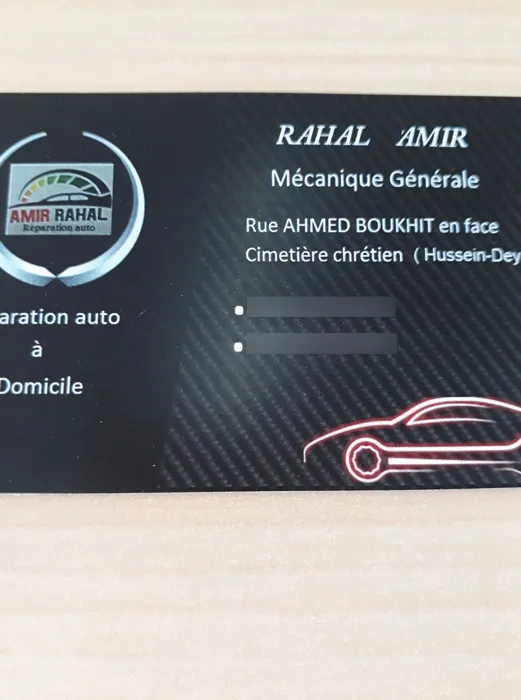 AMIR RAHAL
Réparation auto
aration auto
à
Domicile
RAHAL AMIR
Mécanique Générale
Rue AHMED BOUKHIT en face
Cimetière chrétien ( Hussein-Dey